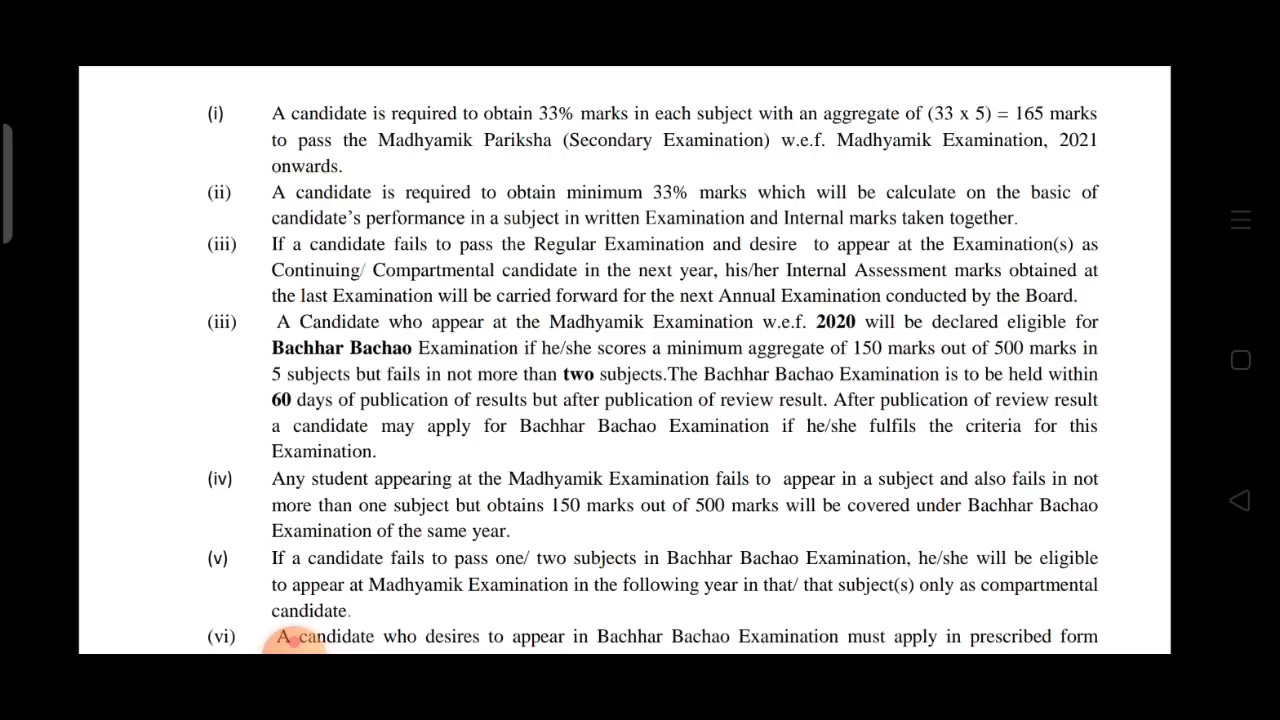 (i) A candidate is required to obtain 33% marks in each subject with an aggregate of (33 x 5) = 165 marks
to pass the Madhyamik Pariksha (Secondary Examination) w.e.f. Madhyamik Examination, 2021
onwards.
(ii) A candidate is required to obtain minimum 33% marks which will be calculate on the basic of
candidate’s performance in a subject in written Examination and Internal marks taken together.
(iii) If a candidate fails to pass the Regular Examination and desire to appear at the Examination(s) as
Continuing/ Compartmental candidate in the next year, his/her Internal Assessment marks obtained at
the last Examination will be carried forward for the next Annual Examination conducted by the Board.
(iii) A Candidate who appear at the Madhyamik Examination w.e.f. 2020 will be declared eligible for
Bachhar Bachao Examination if he/she scores a minimum aggregate of 150 marks out of 500 marks in
5 subjects but fails in not more than two subjects.The Bachhar Bachao Examination is to be held within
60 days of publication of results but after publication of review result. After publication of review result
a candidate may apply for Bachhar Bachao Examination if he/she fulfils the criteria for this
Examination.
(iv) Any student appearing at the Madhyamik Examination fails to appear in a subject and also fails in not
more than one subject but obtains 150 marks out of 500 marks will be covered under Bachhar Bachao
Examination of the same year.
(v) If a candidate fails to pass one/ two subjects in Bachhar Bachao Examination, he/she will be eligible
to appear at Madhyamik Examination in the following year in that/ that subject(s) only as compartmental
candidate.
(vi) A candidate who desires to appear in Bachhar Bachao Examination must apply in prescribed form